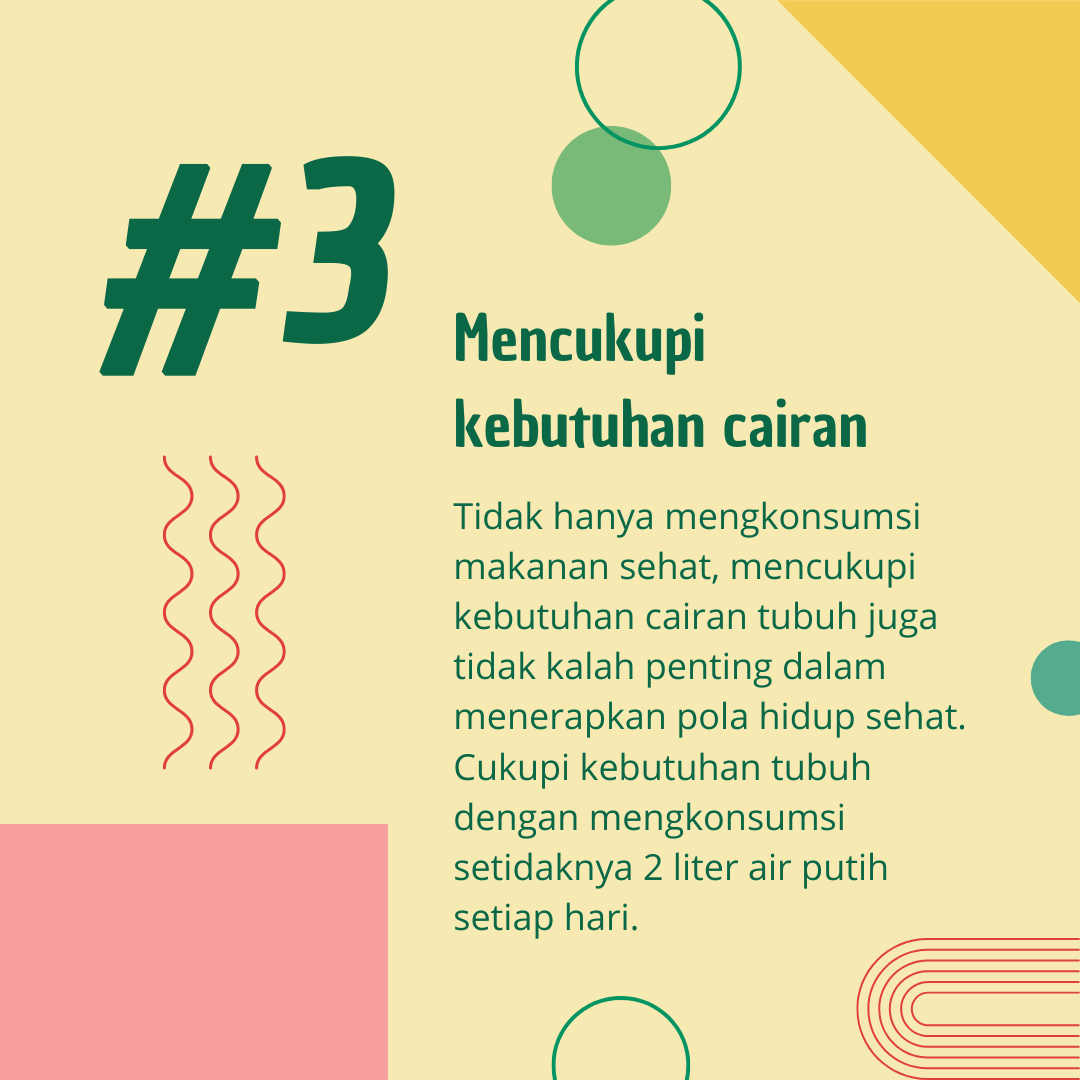 #3
Mencukupi
kebutuhan cairan
Tidak hanya mengkonsumsi
makanan sehat, mencukupi
kebutuhan cairan tubuh juga
tidak kalah penting dalam
menerapkan pola hidup sehat.
Cukupi kebutuhan tubuh
dengan mengkonsumsi
setidaknya 2 liter air putih
setiap hari.